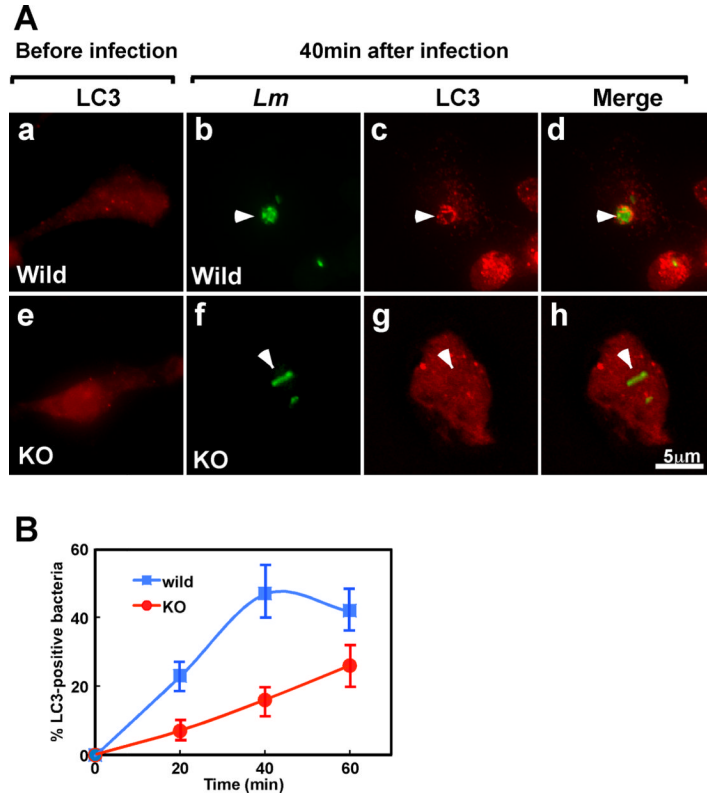 A
Before infection 40min after infection
LC3 Lm LC3 Merge
a b c d
Wild Wild
e f g h
KO KO 5μm
B
60
40
20
0
% LC3-positive bacteria
wild
KO
0 20 40 60
Time (min)